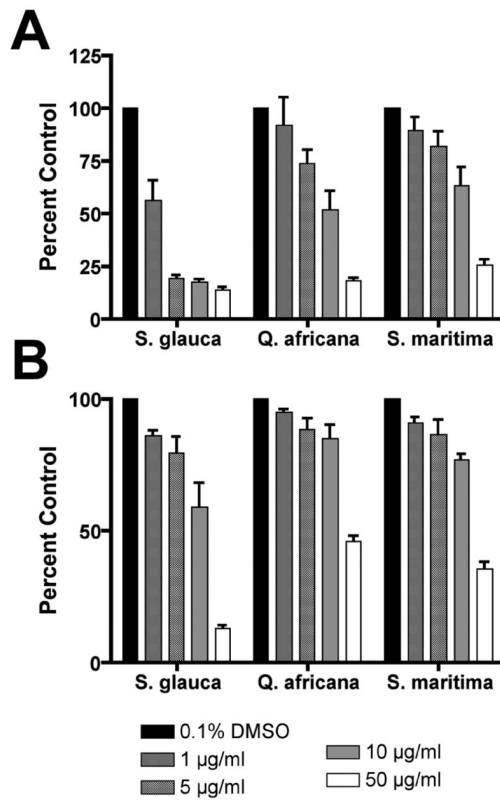 A
125
100
75
50
25
0
Percent Control
S. glauca Q. africana S. maritima
B
100
50
0
Percent Control
S. glauca Q. africana S. maritima
0.1% DMSO
1 µg/ml
5 µg/ml
10 µg/ml
50 µg/ml